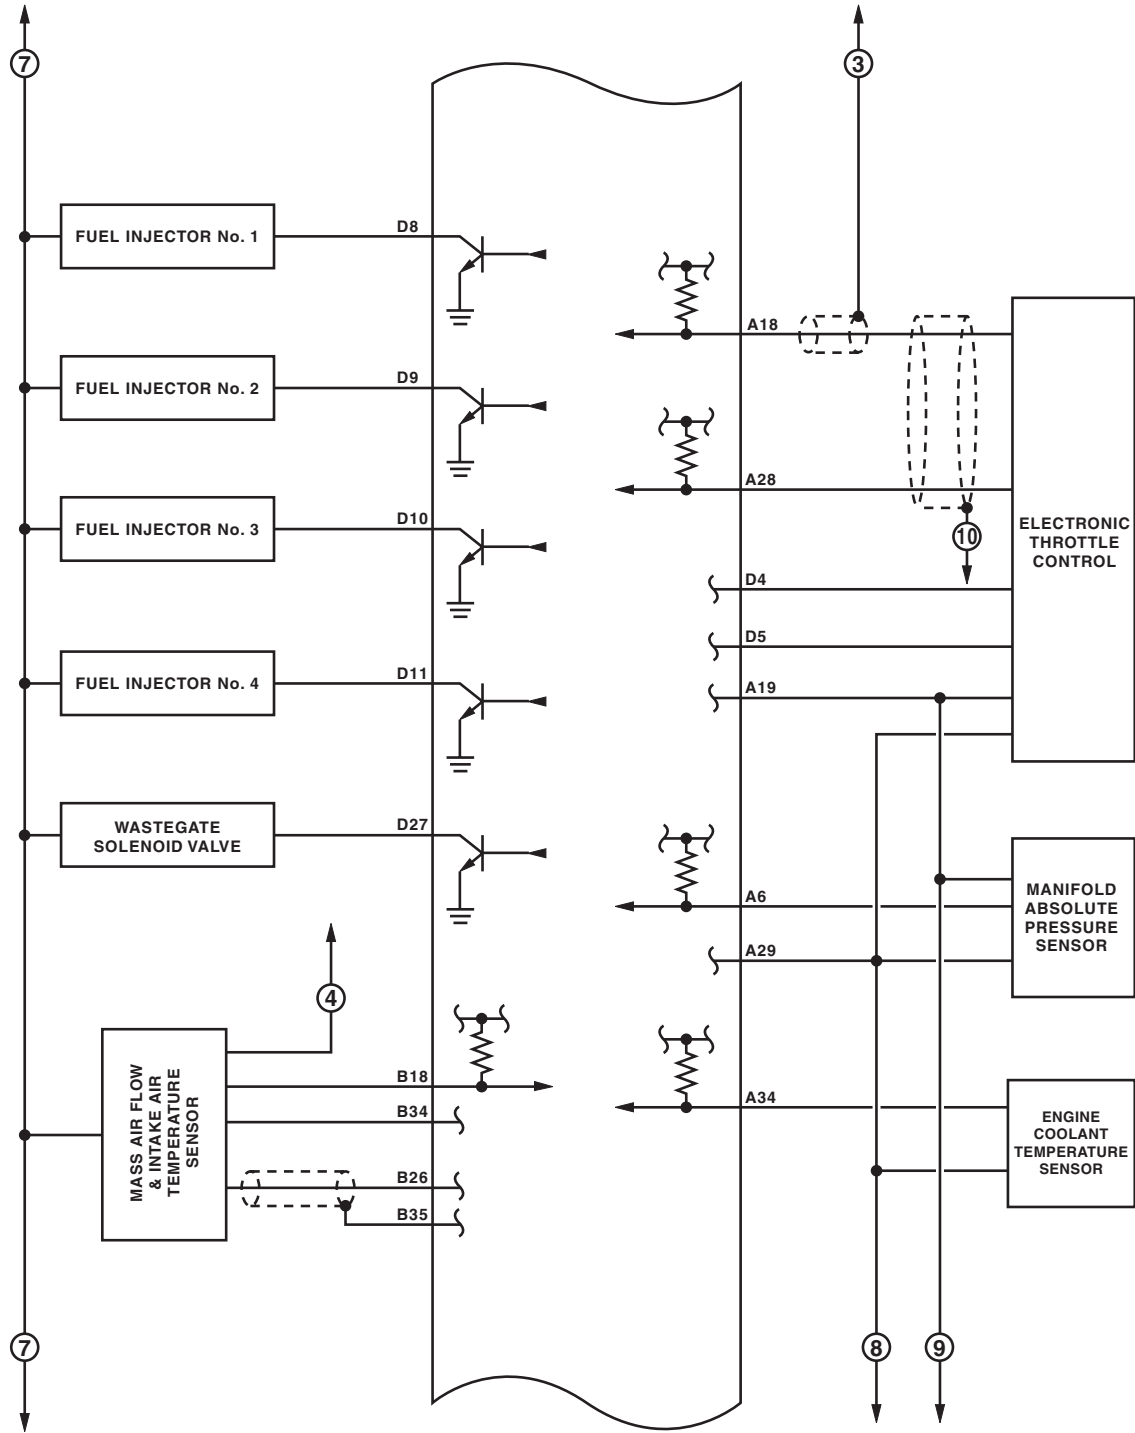 7
3
FUEL INJECTOR No. 1
D8
A18
FUEL INJECTOR No. 2
D9
A28
FUEL INJECTOR No. 3
D10
10
ELECTRONIC
THROTTLE
CONTROL
D4
D5
FUEL INJECTOR No. 4
D11
A19
WASTEGATE
SOLENOID VALVE
D27
A6
MANIFOLD
ABSOLUTE
PRESSURE
SENSOR
A29
4
MASS AIR FLOW
& INTAKE AIR
TEMPERATURE
SENSOR
B18
B34
B26
B35
A34
ENGINE
COOLANT
TEMPERATURE
SENSOR
7
8
9